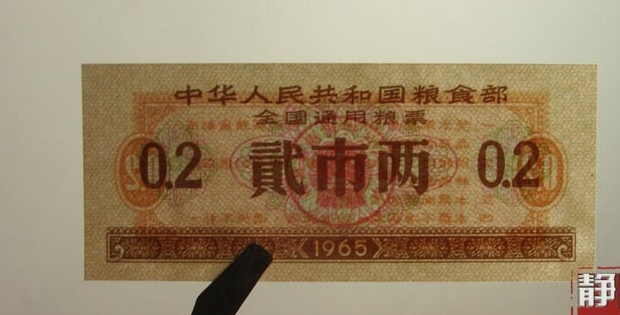 中华人民共和国粮食部
全国通用粮票
0.2 贰市两 0.2
1965
静